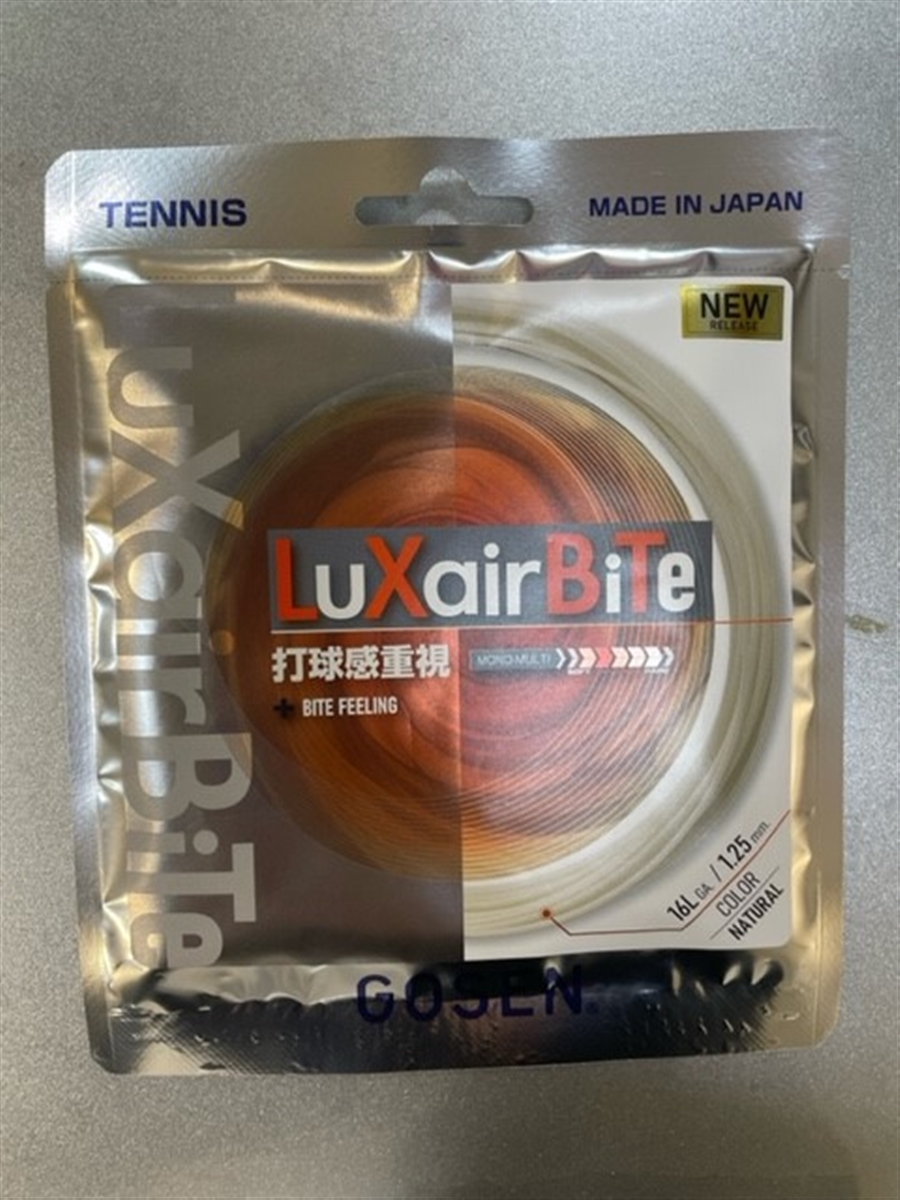 TENNIS
MADE IN JAPAN
NEW
RELEASE
LuXairBiTe
LuXairBiTe
打球感重視
MONO.MULTI
+ BITE FEELING
16L GA. / 1.25 mm.
COLOR
NATURAL
GOSEN®